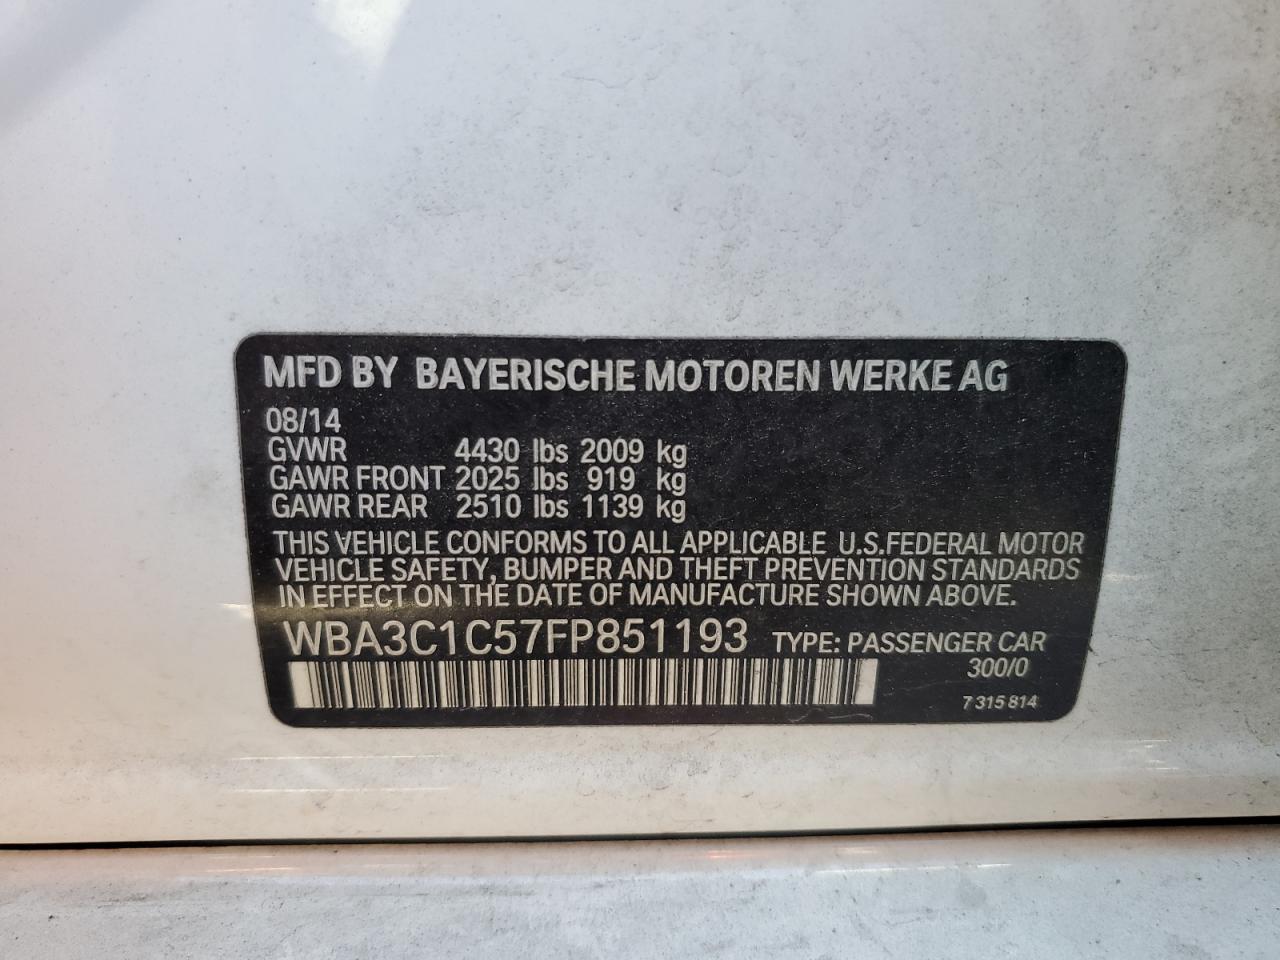 MFD BY BAYERISCHE MOTOREN WERKE AG
08/14
GVWR 4430 lbs 2009 kg
GAWR FRONT 2025 lbs 919 kg
GAWR REAR 2510 lbs 1139 kg
THIS VEHICLE CONFORMS TO ALL APPLICABLE U.S.FEDERAL MOTOR
VEHICLE SAFETY, BUMPER AND THEFT PREVENTION STANDARDS
IN EFFECT ON THE DATE OF MANUFACTURE SHOWN ABOVE.
WBA3C1C57FP851193 TYPE: PASSENGER CAR
300/0
7 315 814